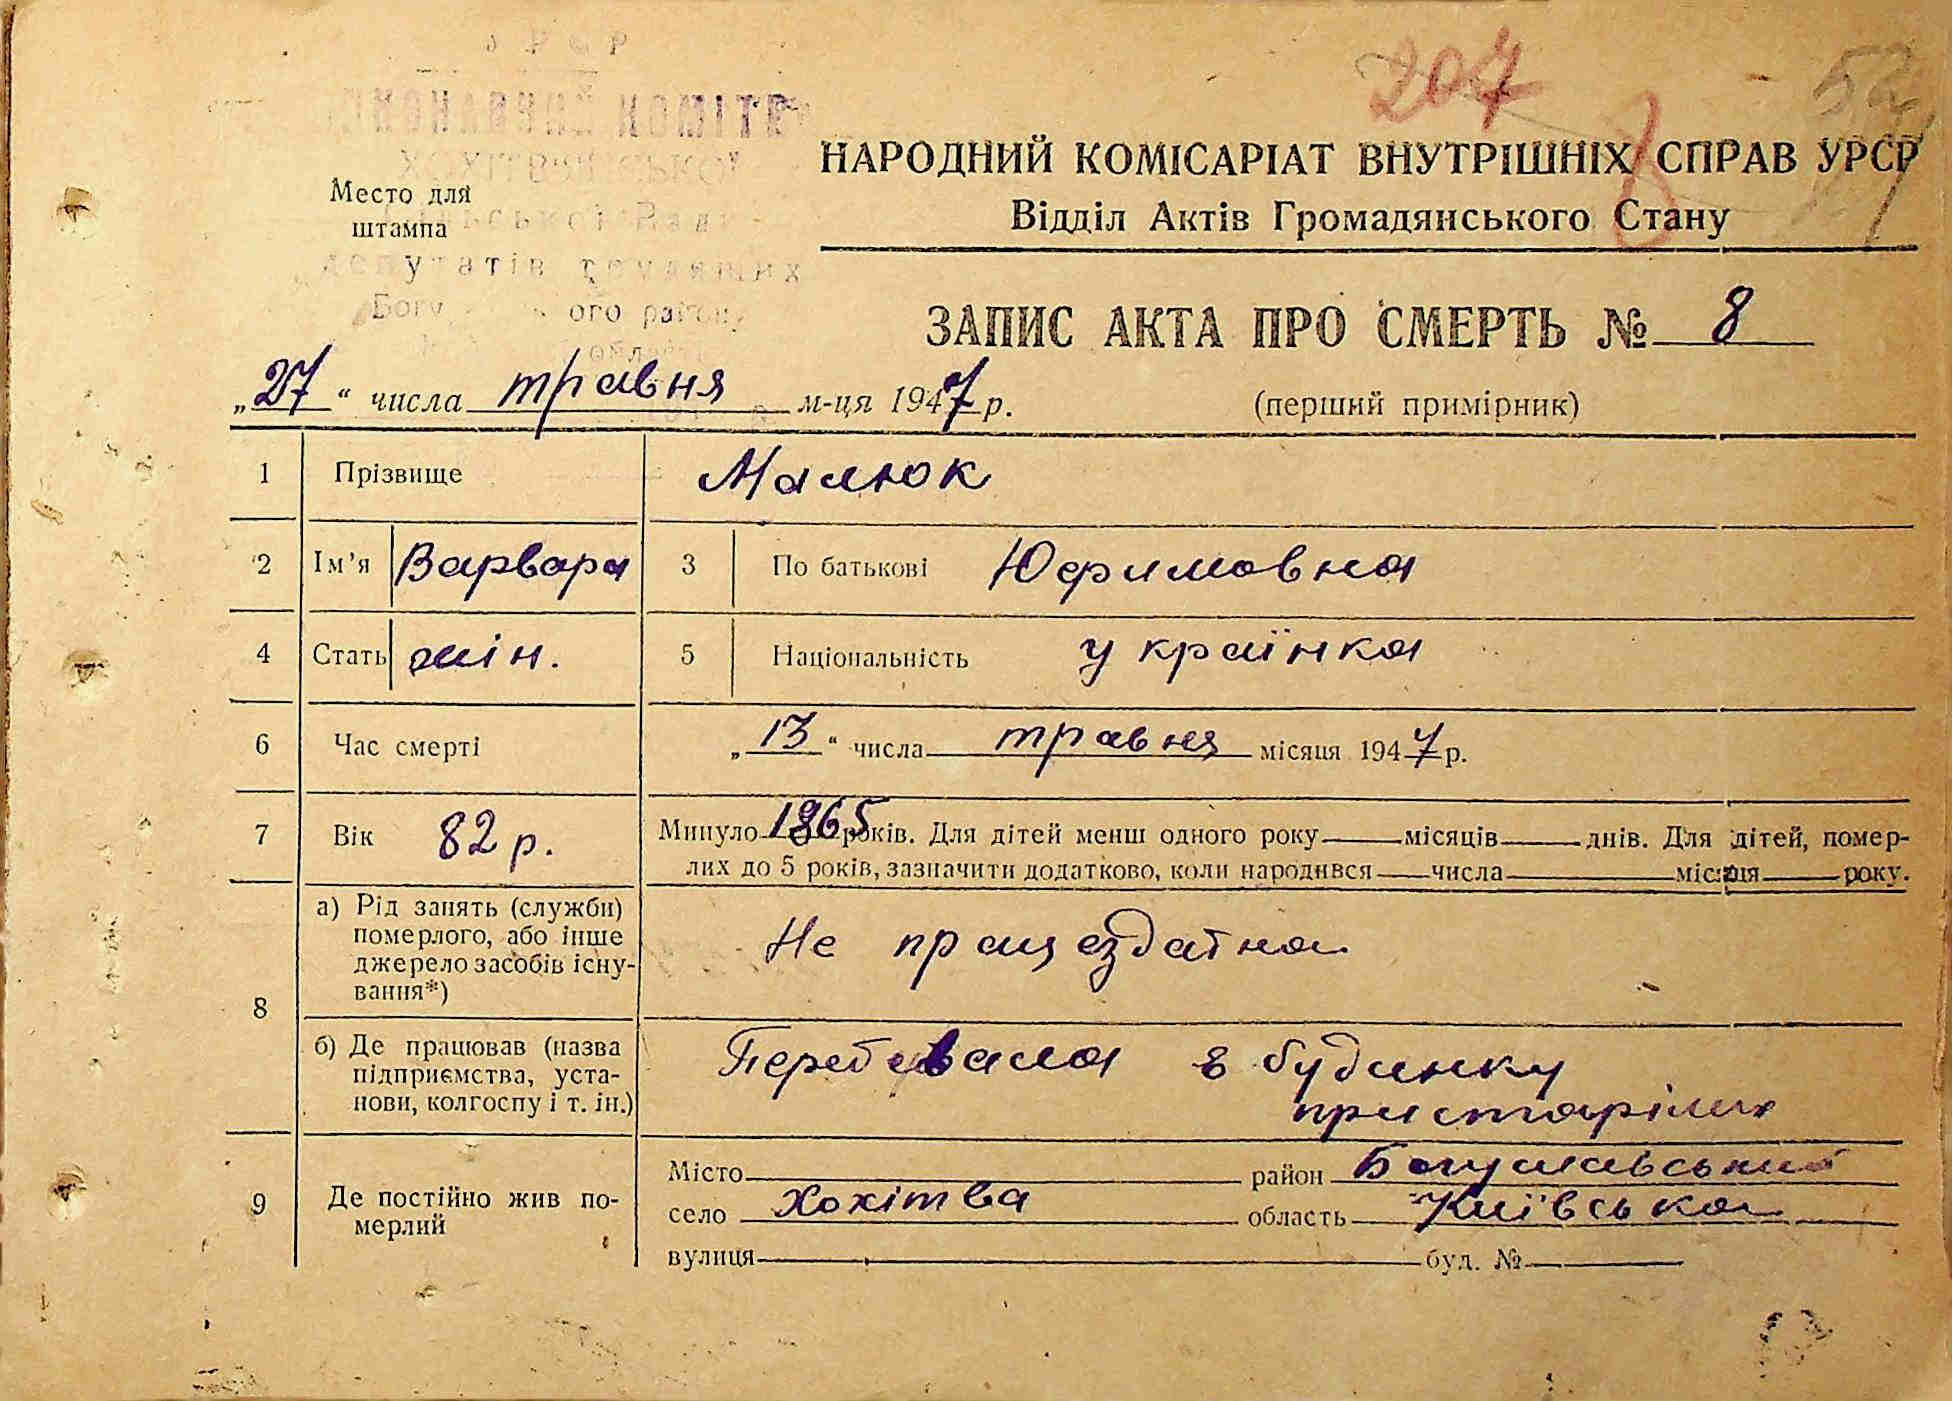 207
КОМІТЕ
НАРОДНИЙ КОМІСАРІАТ ВНУТРІШНІХ СПРАВ УРСР
Место для
штампа
Відділ Актів Громадянського Стану
депутатів трудящих
ого району
ЗАПИС АКТА ПРО СМЕРТЬ № 8
„27“ числа травня м-ця 1947 р.
(перший примірник)
1 Прізвище Малюк
2 Ім’я Варвара 3 По батькові Юфимовна
4 Стать жін. 5 Національність українка
6 Час смерті „13“ числа травня місяця 1947 р.
7 Вік 82 р. Минуло 1865 років. Для дітей менш одного року місяців днів. Для дітей, помер-
лих до 5 років, зазначити додатково, коли народився числа місяця року.
8 а) Рід занять (служби)
померлого, або інше
джерело засобів існу-
вання*)
Не працездатна
б) Де працював (назва
підприємства, уста-
нови, колгоспу і т. ін.)
Перебувала в будинку
пристарілих
9 Де постійно жив по-
мерлий
Місто район Богуславський
село Хохітва область Київська
вулиця буд. №